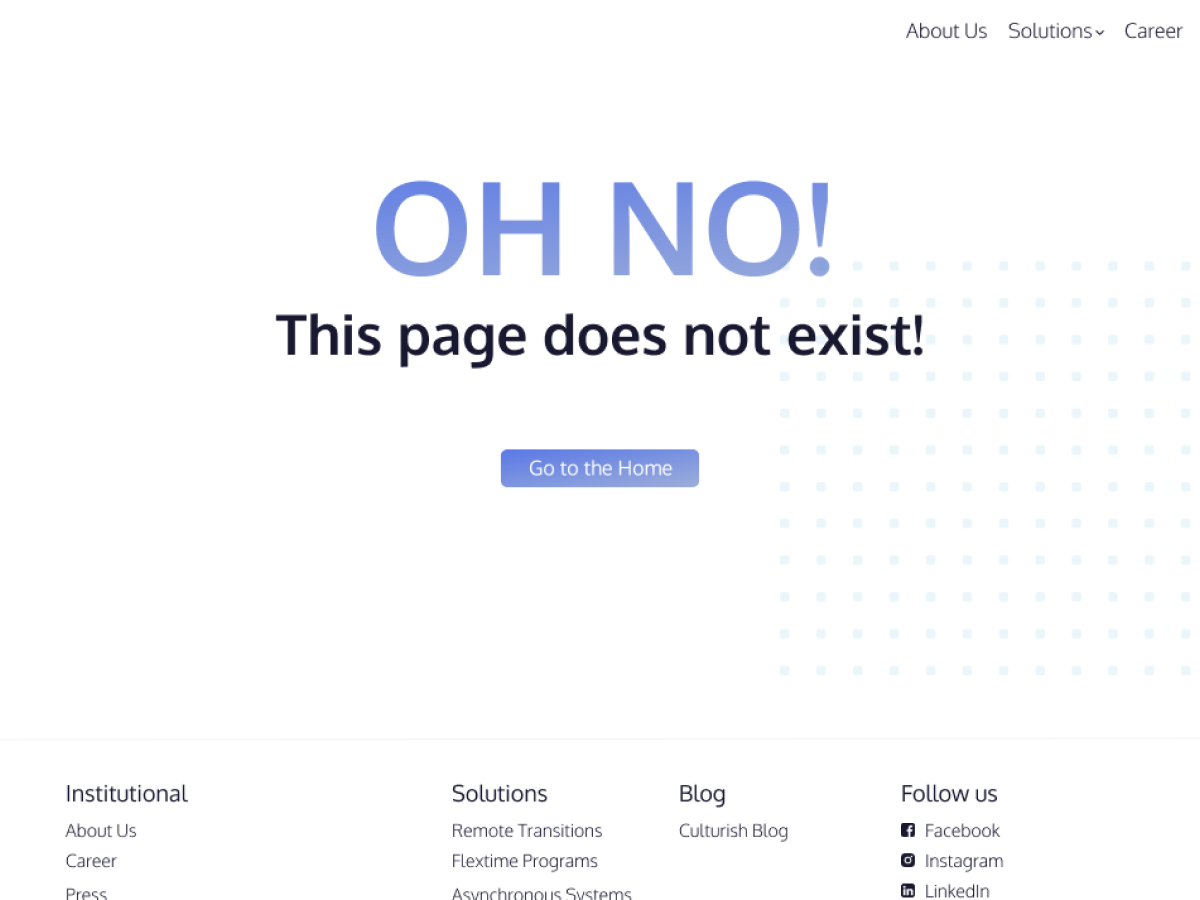 About Us Solutions Career
OH NO!
This page does not exist!
Go to the Home
Institutional
About Us
Career
Press
Solutions
Remote Transitions
Flextime Programs
Asynchronous Systems
Blog
Culturish Blog
Follow us
Facebook
Instagram
LinkedIn